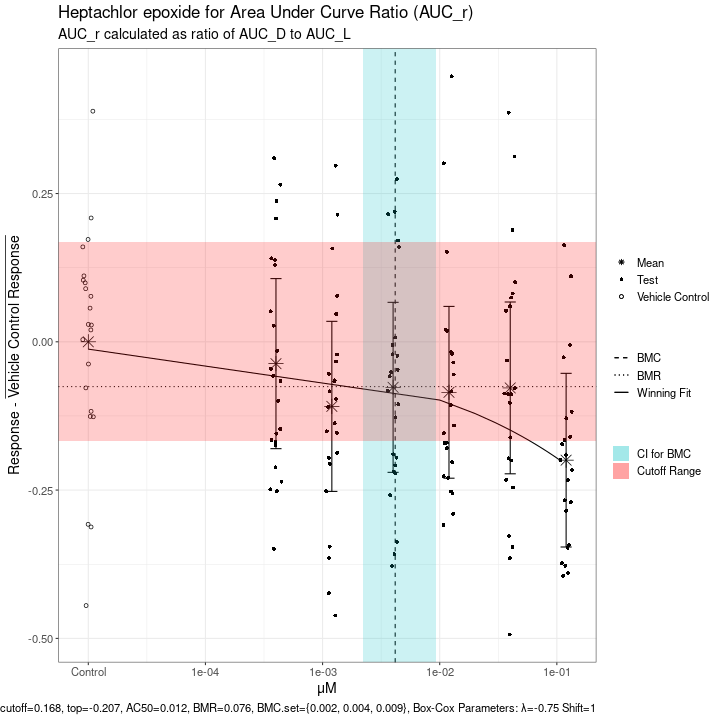 Heptachlor epoxide for Area Under Curve Ratio (AUC_r)
AUC_r calculated as ratio of AUC_D to AUC_L
Response - Vehicle Control Response
0.25
0.00
-0.25
-0.50
Control
1e-04
1e-03
1e-02
1e-01
µM
Mean
Test
Vehicle Control
BMC
BMR
Winning Fit
CI for BMC
Cutoff Range
cutoff=0.168, top=-0.207, AC50=0.012, BMR=0.076, BMC.set={0.002, 0.004, 0.009}, Box-Cox Parameters: λ=-0.75 Shift=1